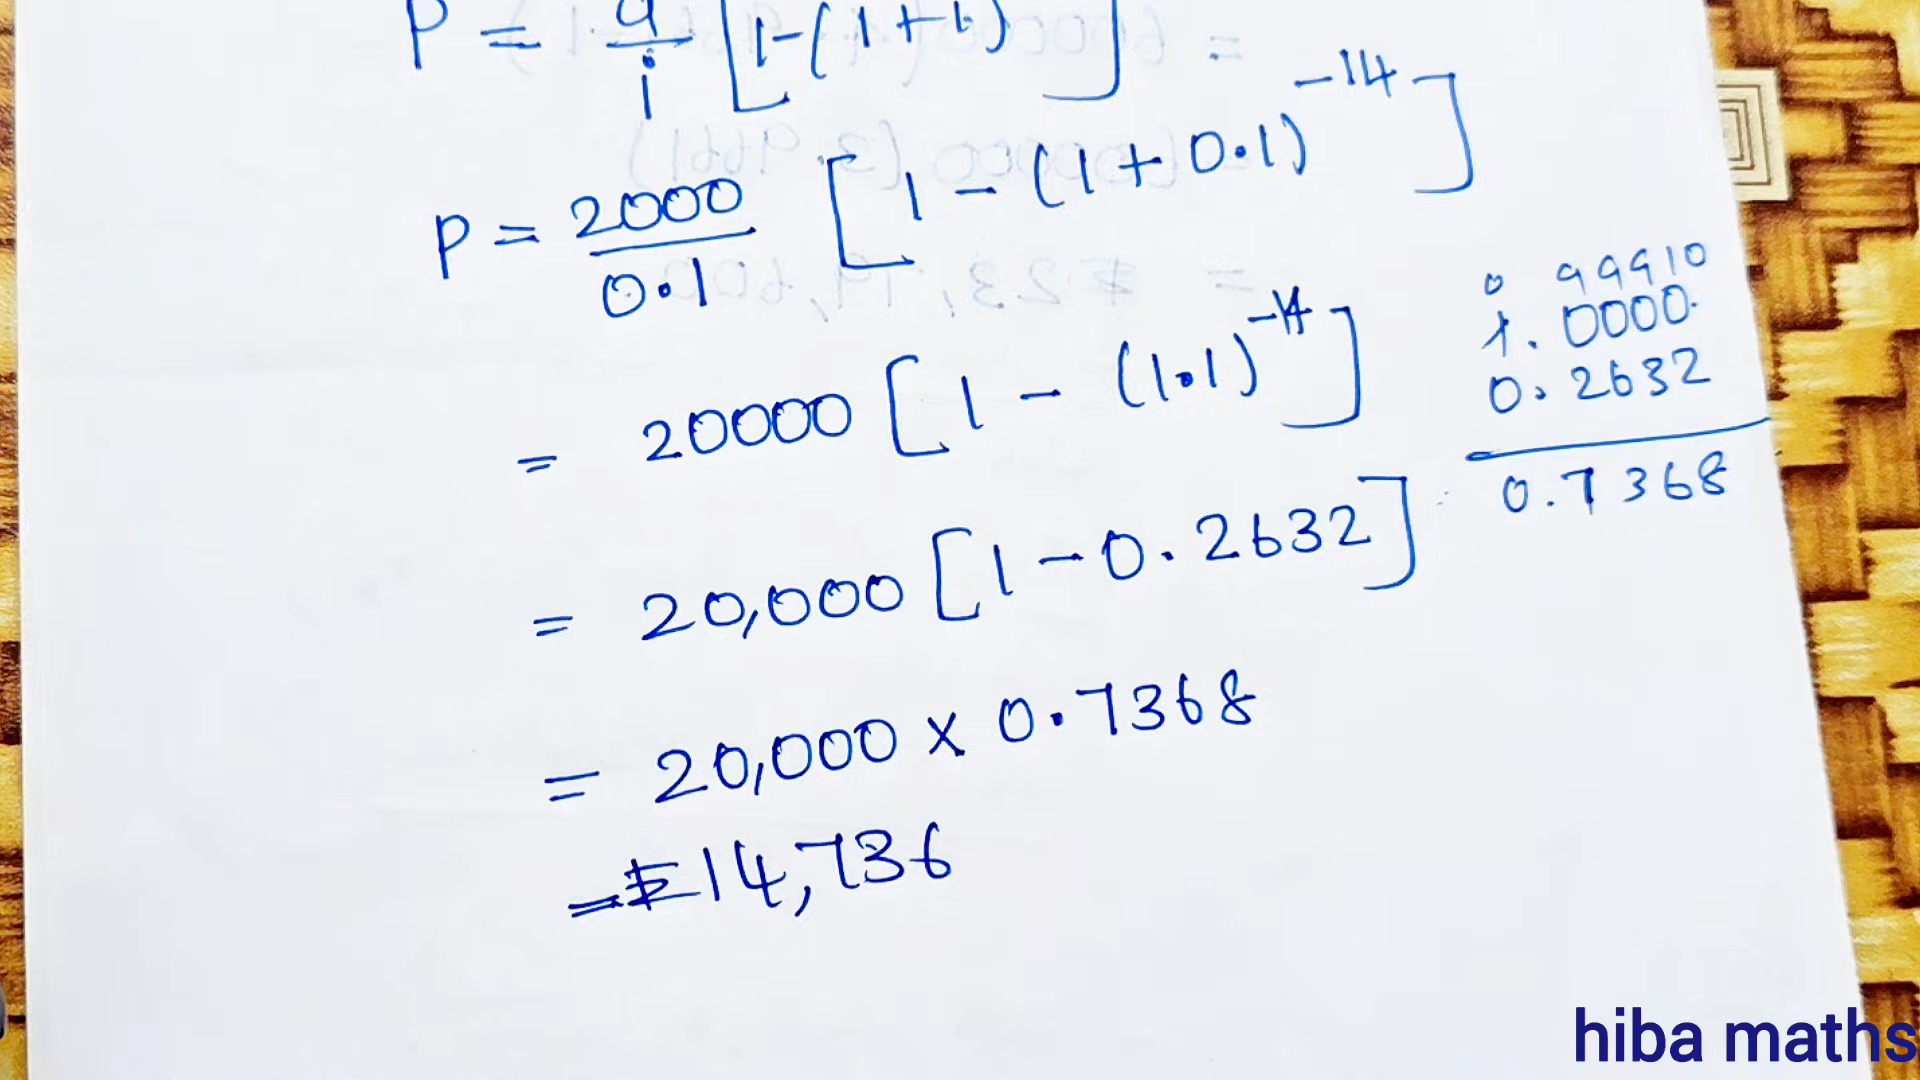 P = a/i [1-(1+i)]
P = 2000/0.1 [1 - (1+0.1)^-14]
= 20000 [1 - (1.1)^-14]
0 99910
1.0000
0.2632
0.7368
= 20,000 [1-0.2632]
= 20,000 × 0.7368
= ₹14,736
hiba maths